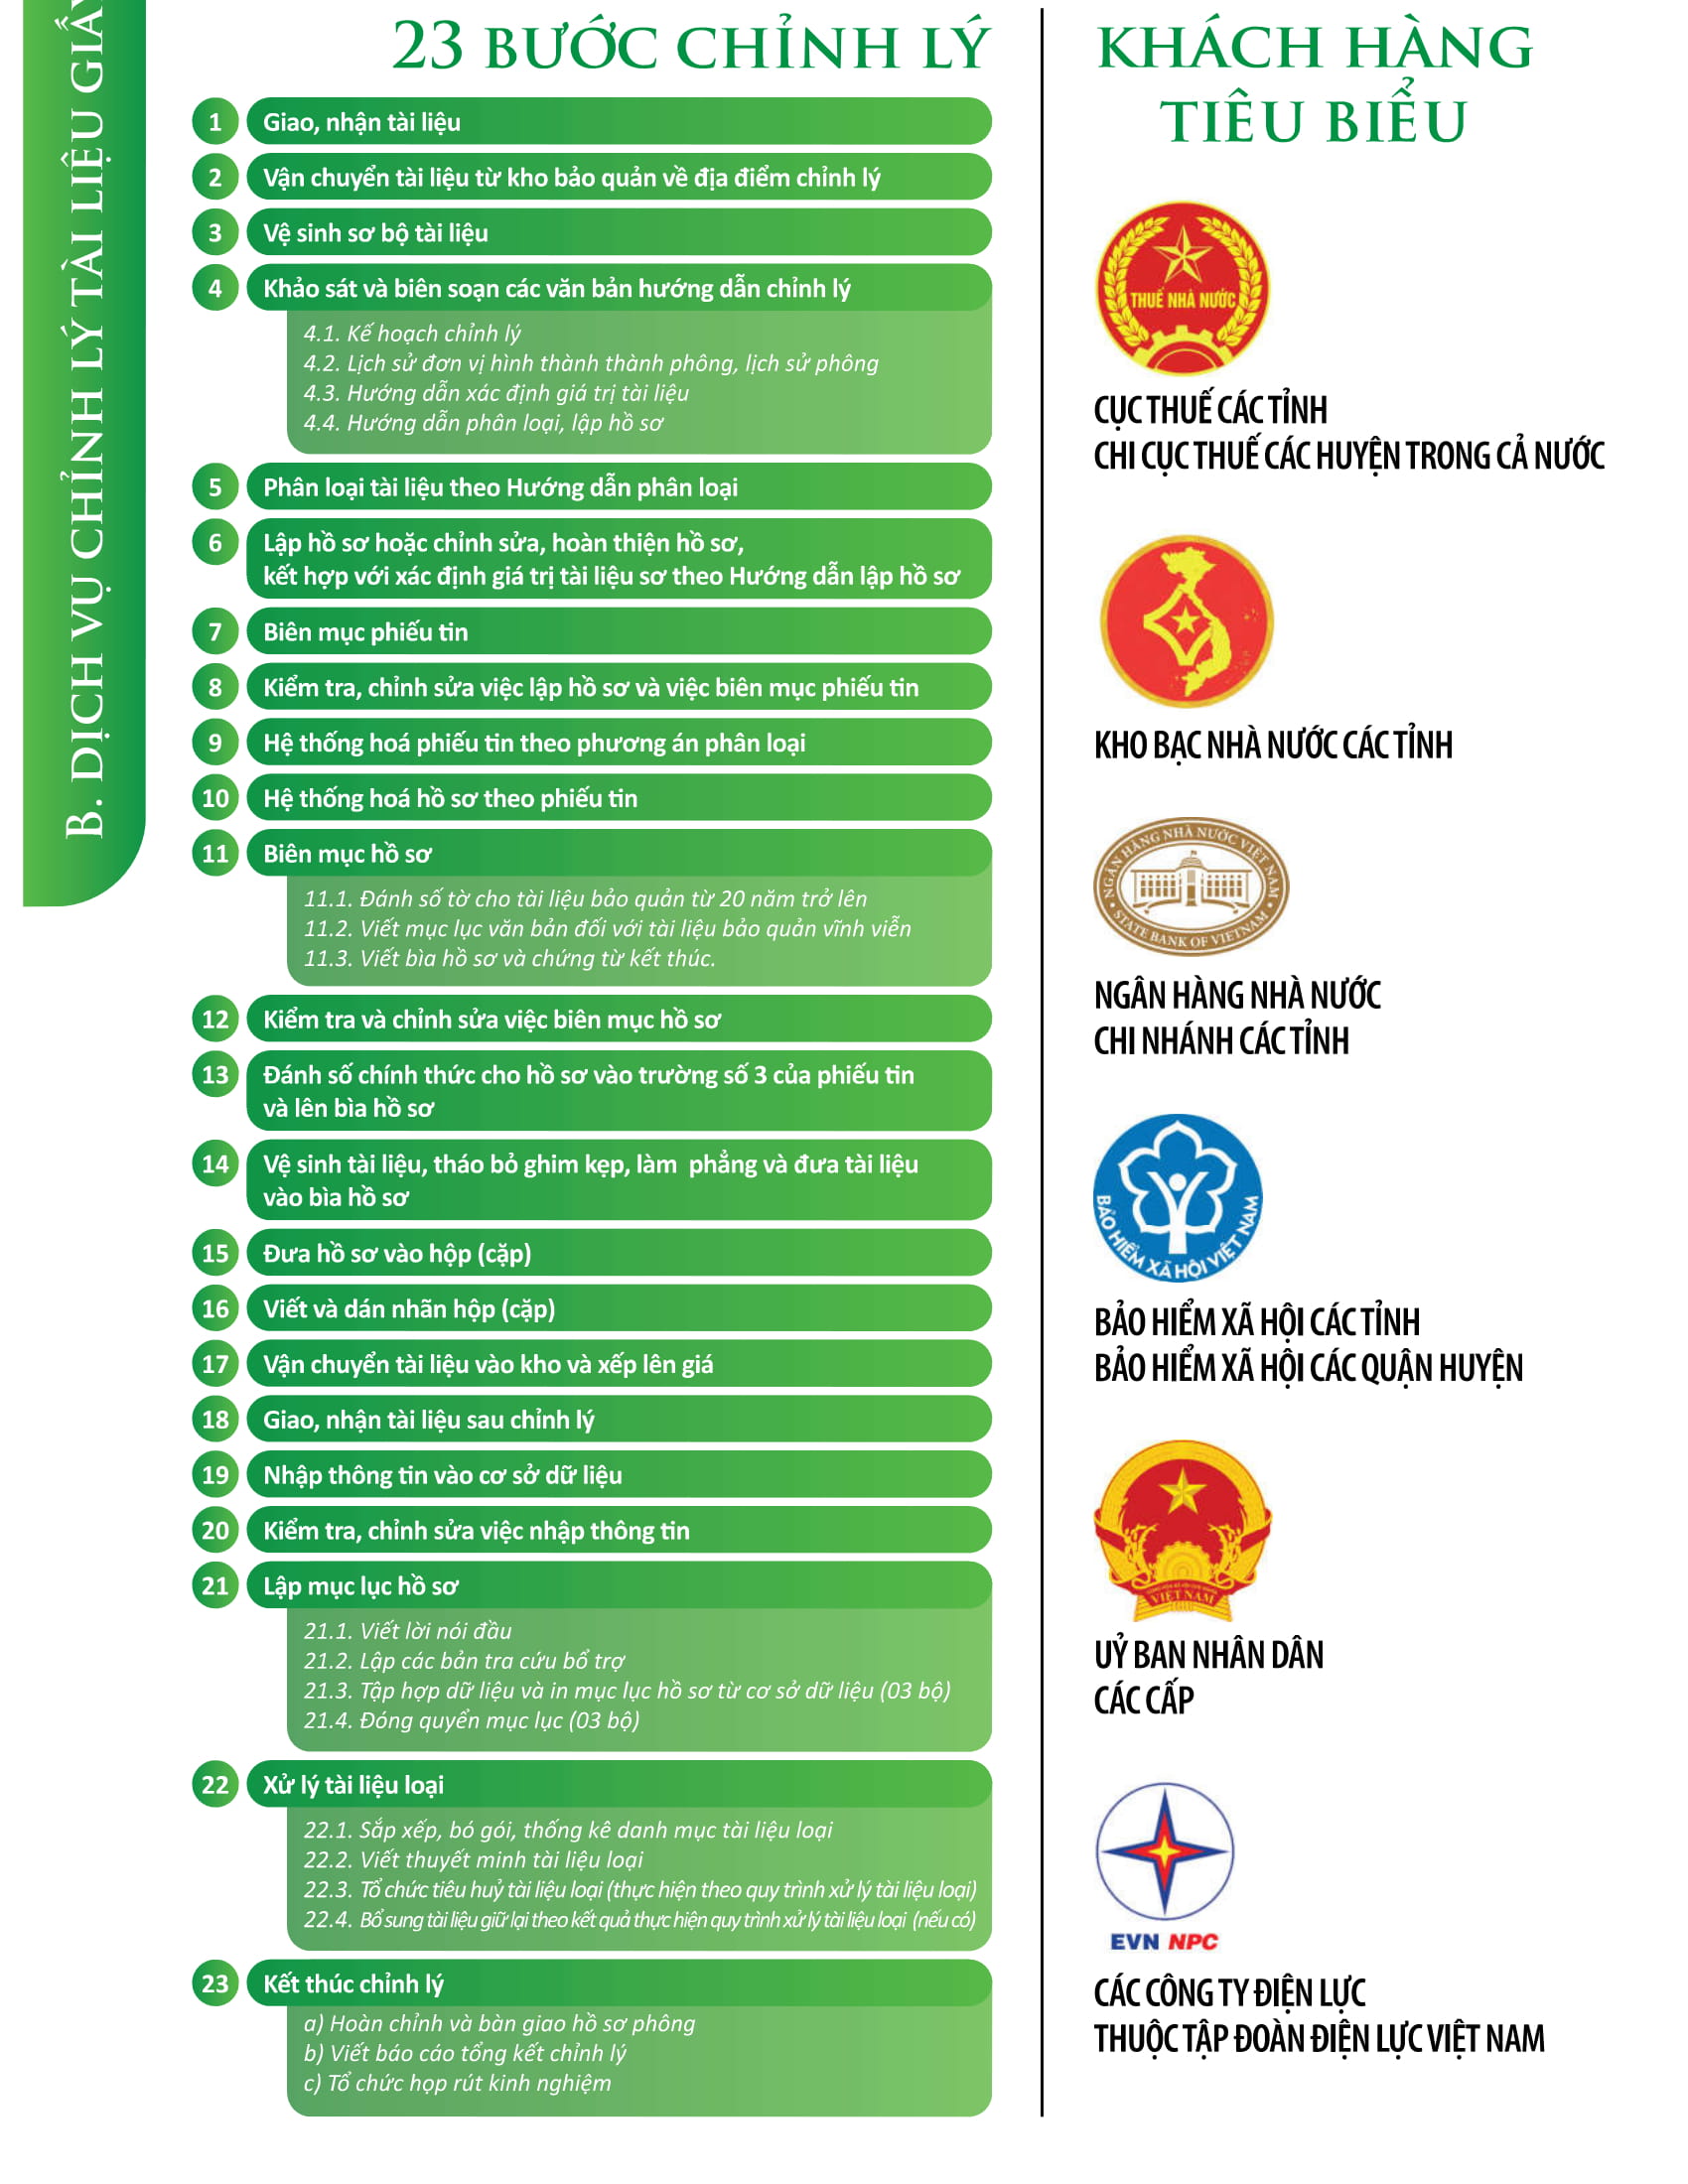 B. DỊCH VỤ CHỈNH LÝ TÀI LIỆU GIẤY
23 BƯỚC CHỈNH LÝ
1 Giao, nhận tài liệu
2 Vận chuyển tài liệu từ kho bảo quản về địa điểm chỉnh lý
3 Vệ sinh sơ bộ tài liệu
4 Khảo sát và biên soạn các văn bản hướng dẫn chỉnh lý
4.1. Kế hoạch chỉnh lý
4.2. Lịch sử đơn vị hình thành thành phông, lịch sử phông
4.3. Hướng dẫn xác định giá trị tài liệu
4.4. Hướng dẫn phân loại, lập hồ sơ
5 Phân loại tài liệu theo Hướng dẫn phân loại
6 Lập hồ sơ hoặc chỉnh sửa, hoàn thiện hồ sơ,
kết hợp với xác định giá trị tài liệu sơ theo Hướng dẫn lập hồ sơ
7 Biên mục phiếu tin
8 Kiểm tra, chỉnh sửa việc lập hồ sơ và việc biên mục phiếu tin
9 Hệ thống hoá phiếu tin theo phương án phân loại
10 Hệ thống hoá hồ sơ theo phiếu tin
11 Biên mục hồ sơ
11.1. Đánh số tờ cho tài liệu bảo quản từ 20 năm trở lên
11.2. Viết mục lục văn bản đối với tài liệu bảo quản vĩnh viễn
11.3. Viết bìa hồ sơ và chứng từ kết thúc.
12 Kiểm tra và chỉnh sửa việc biên mục hồ sơ
13 Đánh số chính thức cho hồ sơ vào trường số 3 của phiếu tin
và lên bìa hồ sơ
14 Vệ sinh tài liệu, tháo bỏ ghim kẹp, làm phẳng và đưa tài liệu
vào bìa hồ sơ
15 Đưa hồ sơ vào hộp (cặp)
16 Viết và dán nhãn hộp (cặp)
17 Vận chuyển tài liệu vào kho và xếp lên giá
18 Giao, nhận tài liệu sau chỉnh lý
19 Nhập thông tin vào cơ sở dữ liệu
20 Kiểm tra, chỉnh sửa việc nhập thông tin
21 Lập mục lục hồ sơ
21.1. Viết lời nói đầu
21.2. Lập các bản tra cứu bổ trợ
21.3. Tập hợp dữ liệu và in mục lục hồ sơ từ cơ sở dữ liệu (03 bộ)
21.4. Đóng quyển mục lục (03 bộ)
22 Xử lý tài liệu loại
22.1. Sắp xếp, bó gói, thống kê danh mục tài liệu loại
22.2. Viết thuyết minh tài liệu loại
22.3. Tổ chức tiêu huỷ tài liệu loại (thực hiện theo quy trình xử lý tài liệu loại)
22.4. Bổ sung tài liệu giữ lại theo kết quả thực hiện quy trình xử lý tài liệu loại (nếu có)
23 Kết thúc chỉnh lý
a) Hoàn chỉnh và bàn giao hồ sơ phông
b) Viết báo cáo tổng kết chỉnh lý
c) Tổ chức họp rút kinh nghiệm
KHÁCH HÀNG
TIÊU BIỂU
THUẾ NHÀ NƯỚC
CỤC THUẾ CÁC TỈNH
CHI CỤC THUẾ CÁC HUYỆN TRONG CẢ NƯỚC
KHO BẠC NHÀ NƯỚC CÁC TỈNH
NGÂN HÀNG NHÀ NƯỚC VIỆT NAM
STATE BANK OF VIETNAM
NGÂN HÀNG NHÀ NƯỚC
CHI NHÁNH CÁC TỈNH
BẢO HIỂM XÃ HỘI VIỆT NAM
BẢO HIỂM XÃ HỘI CÁC TỈNH
BẢO HIỂM XÃ HỘI CÁC QUẬN HUYỆN
VIỆT NAM
UỶ BAN NHÂN DÂN
CÁC CẤP
EVN NPC
CÁC CÔNG TY ĐIỆN LỰC
THUỘC TẬP ĐOÀN ĐIỆN LỰC VIỆT NAM